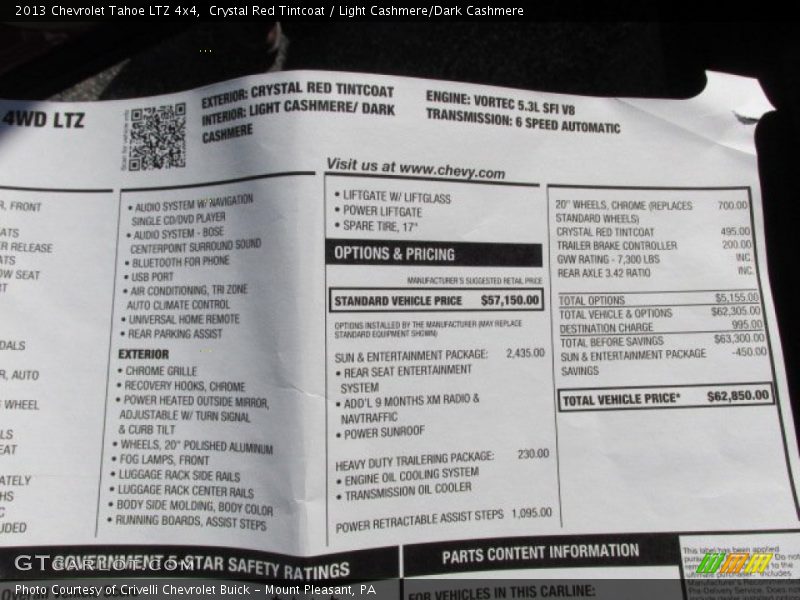 2013 Chevrolet Tahoe LTZ 4x4, Crystal Red Tintcoat / Light Cashmere/Dark Cashmere
4WD LTZ
EXTERIOR: CRYSTAL RED TINTCOAT
INTERIOR: LIGHT CASHMERE/ DARK
CASHMERE
ENGINE: VORTEC 5.3L SFI V8
TRANSMISSION: 6 SPEED AUTOMATIC
Visit us at www.chevy.com
R, FRONT
ATS
R RELEASE
ATS
OW SEAT
RT
DALS
R, AUTO
WHEEL
LS
EAT
ATELY
HS
C
UDED
• AUDIO SYSTEM W/ NAVIGATION
SINGLE CD/DVD PLAYER
• AUDIO SYSTEM - BOSE
CENTERPOINT SURROUND SOUND
• BLUETOOTH FOR PHONE
• USB PORT
• AIR CONDITIONING, TRI ZONE
AUTO CLIMATE CONTROL
• UNIVERSAL HOME REMOTE
• REAR PARKING ASSIST
EXTERIOR
• CHROME GRILLE
• RECOVERY HOOKS, CHROME
• POWER HEATED OUTSIDE MIRROR,
ADJUSTABLE W/ TURN SIGNAL
& CURB TILT
• WHEELS, 20" POLISHED ALUMINUM
• FOG LAMPS, FRONT
• LUGGAGE RACK SIDE RAILS
• LUGGAGE RACK CENTER RAILS
• BODY SIDE MOLDING, BODY COLOR
• RUNNING BOARDS, ASSIST STEPS
• LIFTGATE W/ LIFTGLASS
• POWER LIFTGATE
• SPARE TIRE, 17"
OPTIONS & PRICING
MANUFACTURER'S SUGGESTED RETAIL PRICE
STANDARD VEHICLE PRICE $57,150.00
OPTIONS INSTALLED BY THE MANUFACTURER (MAY REPLACE
STANDARD EQUIPMENT SHOWN)
SUN & ENTERTAINMENT PACKAGE: 2,435.00
• REAR SEAT ENTERTAINMENT
SYSTEM
• ADD'L 9 MONTHS XM RADIO &
NAVTRAFFIC
• POWER SUNROOF
HEAVY DUTY TRAILERING PACKAGE: 230.00
• ENGINE OIL COOLING SYSTEM
• TRANSMISSION OIL COOLER
POWER RETRACTABLE ASSIST STEPS 1,095.00
20" WHEELS, CHROME (REPLACES 700.00
STANDARD WHEELS)
CRYSTAL RED TINTCOAT 495.00
TRAILER BRAKE CONTROLLER 200.00
GVW RATING - 7,300 LBS INC.
REAR AXLE 3.42 RATIO INC.
TOTAL OPTIONS $5,155.00
TOTAL VEHICLE & OPTIONS $62,305.00
DESTINATION CHARGE 995.00
TOTAL BEFORE SAVINGS $63,300.00
SUN & ENTERTAINMENT PACKAGE -450.00
SAVINGS
TOTAL VEHICLE PRICE* $62,850.00
GOVERNMENT 5-STAR SAFETY RATINGS
PARTS CONTENT INFORMATION
FOR VEHICLES IN THIS CARLINE:
This label has been applied
GTCARLOT.COM
Photo Courtesy of Crivelli Chevrolet Buick - Mount Pleasant, PA